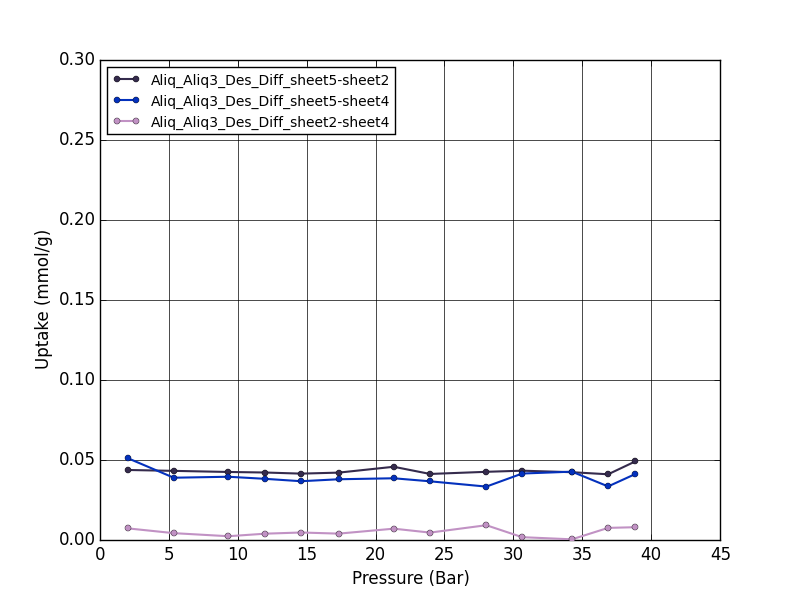 0.30
0.25
0.20
0.15
0.10
0.05
0.00
Uptake (mmol/g)
Aliq_Aliq3_Des_Diff_sheet5-sheet2
Aliq_Aliq3_Des_Diff_sheet5-sheet4
Aliq_Aliq3_Des_Diff_sheet2-sheet4
0 5 10 15 20 25 30 35 40 45
Pressure (Bar)